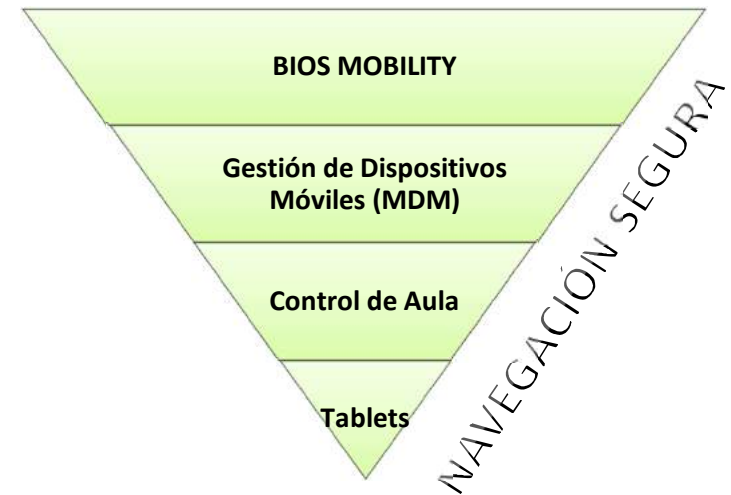 BIOS MOBILITY
Gestión de Dispositivos
Móviles (MDM)
Control de Aula
Tablets
NAVEGACIÓN SEGURA